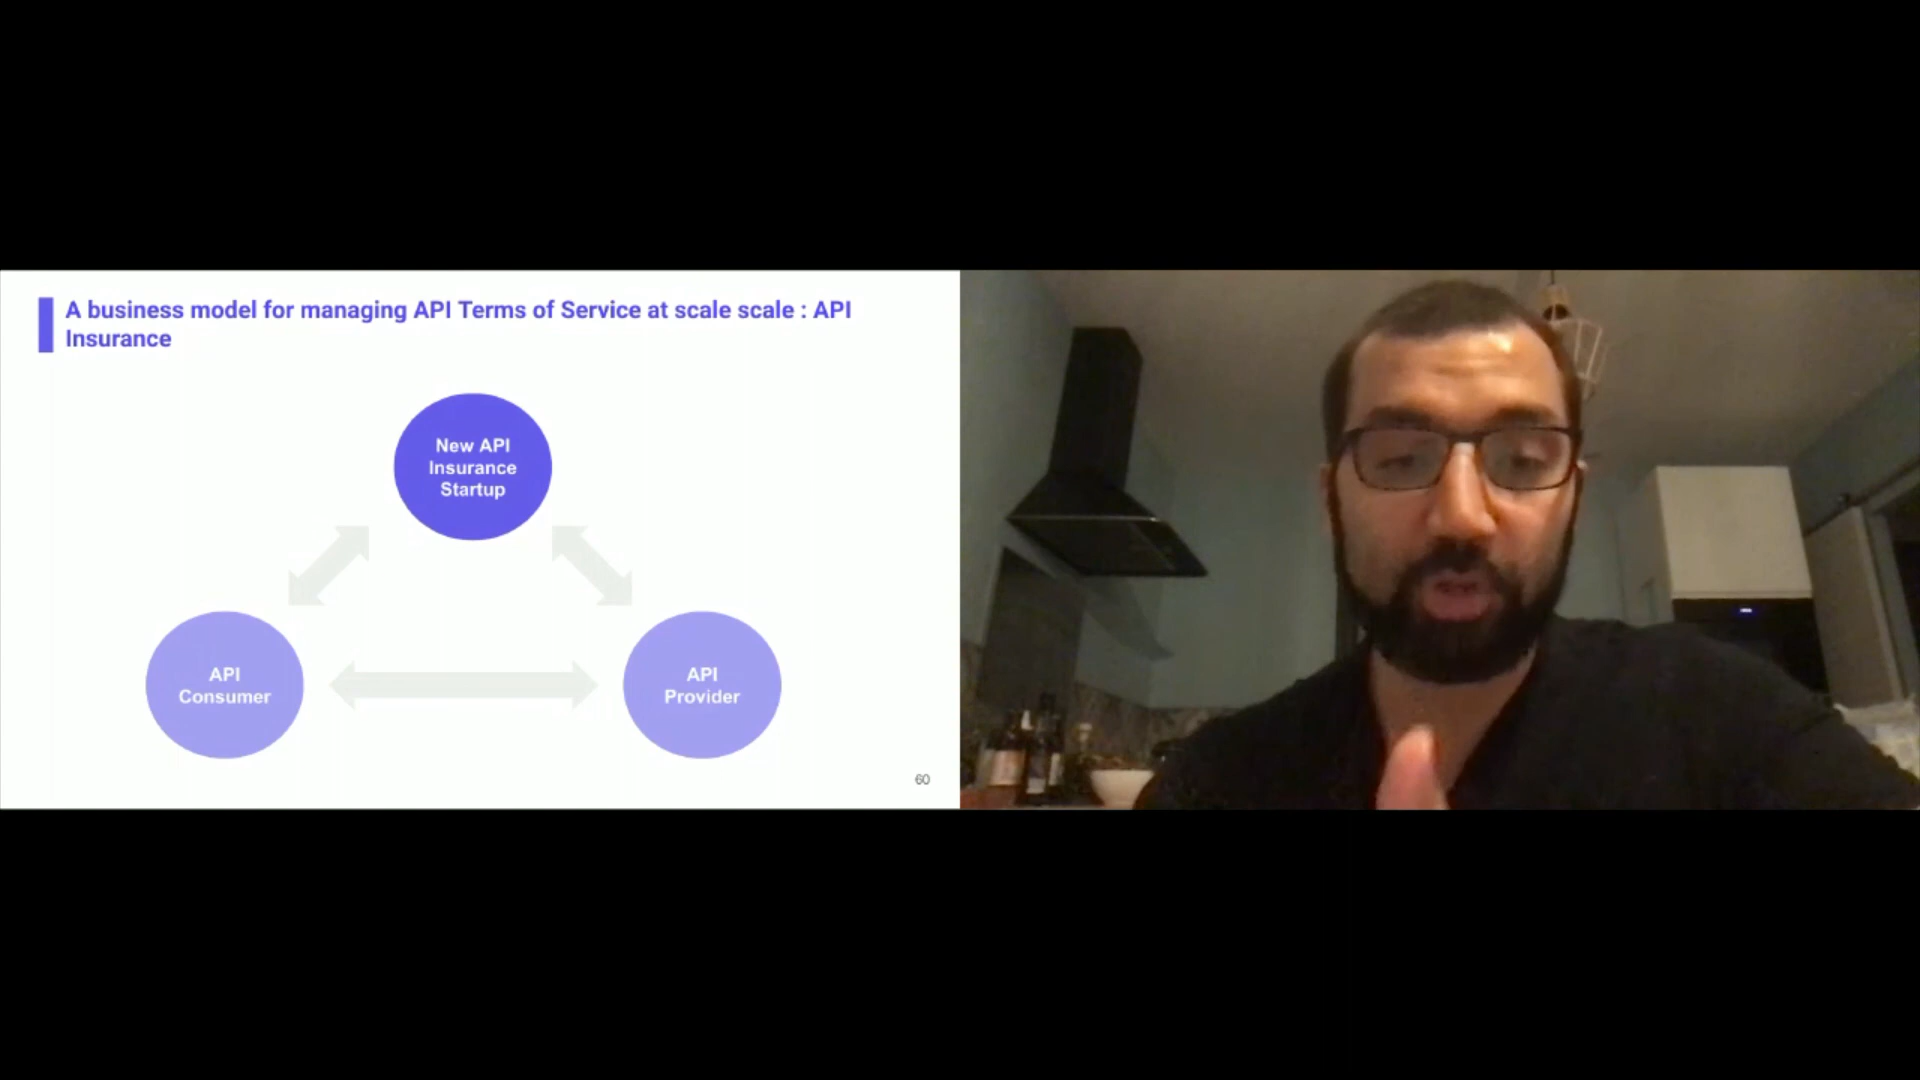 A business model for managing API Terms of Service at scale scale : API
Insurance
New API
Insurance
Startup
API
Consumer
API
Provider
60